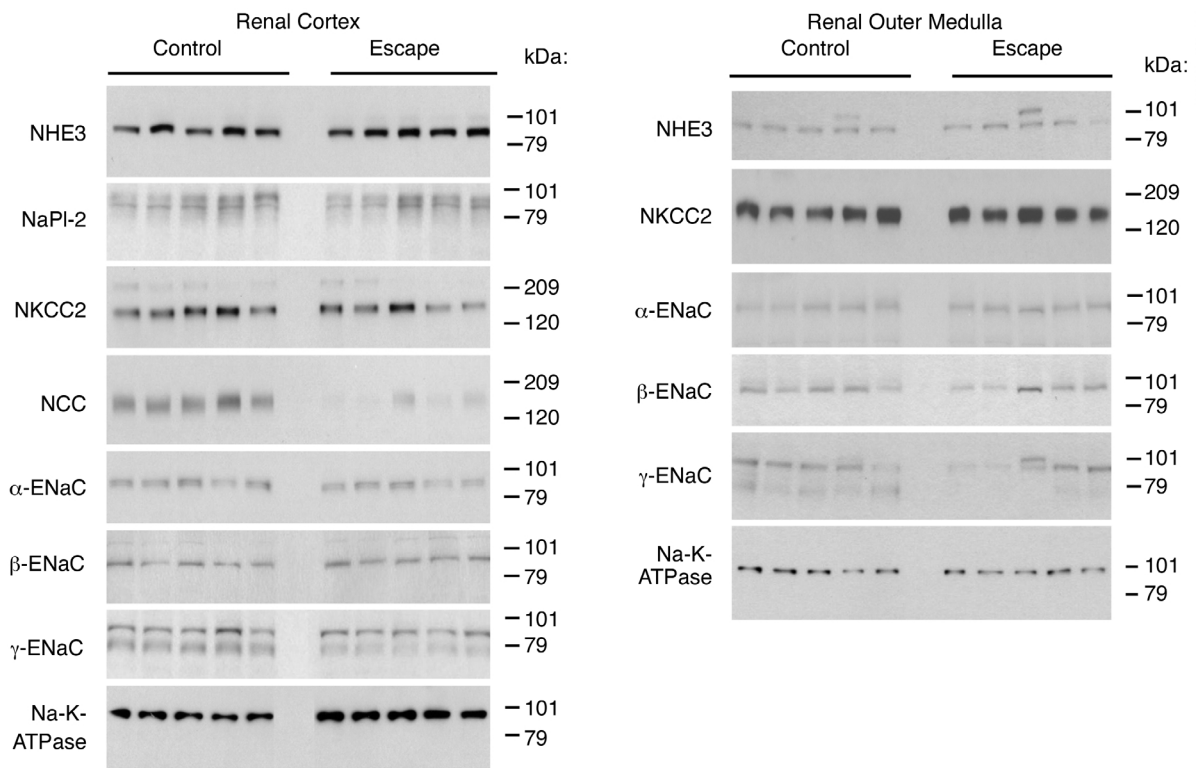 Renal Cortex
Control Escape kDa:
NHE3
101
79
NaPI-2
101
79
NKCC2
209
120
NCC
209
120
α-ENaC
101
79
β-ENaC
101
79
γ-ENaC
101
79
Na-K-
ATPase
101
79
Renal Outer Medulla
Control Escape kDa:
NHE3
101
79
NKCC2
209
120
α-ENaC
101
79
β-ENaC
101
79
γ-ENaC
101
79
Na-K-
ATPase
101
79